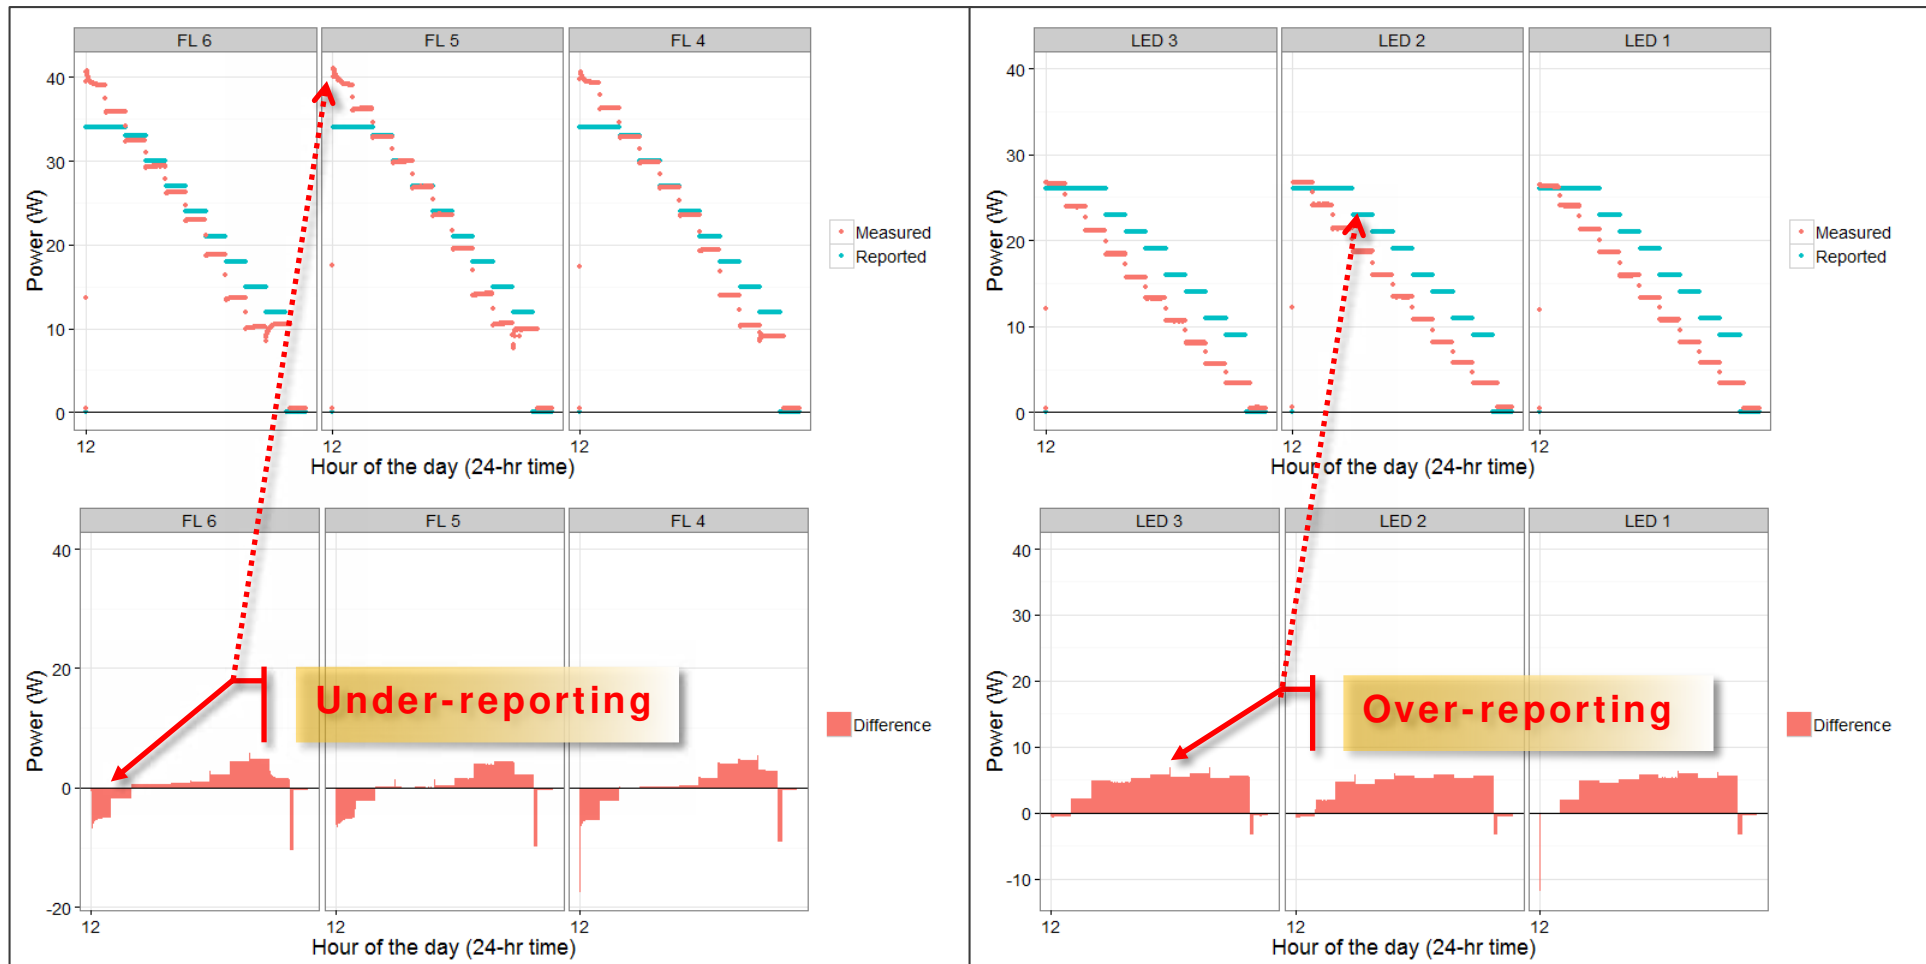 FL 6 FL 5 FL 4
40
30
20
10
0
Power (W)
Measured
Reported
12 12 12
Hour of the day (24-hr time)
FL 6 FL 5 FL 4
40
20
0
-20
Power (W)
Under-reporting
Difference
12 12 12
Hour of the day (24-hr time)
LED 3 LED 2 LED 1
40
30
20
10
0
Power (W)
Measured
Reported
12 12 12
Hour of the day (24-hr time)
LED 3 LED 2 LED 1
40
30
20
10
0
-10
Power (W)
Over-reporting
Difference
12 12 12
Hour of the day (24-hr time)